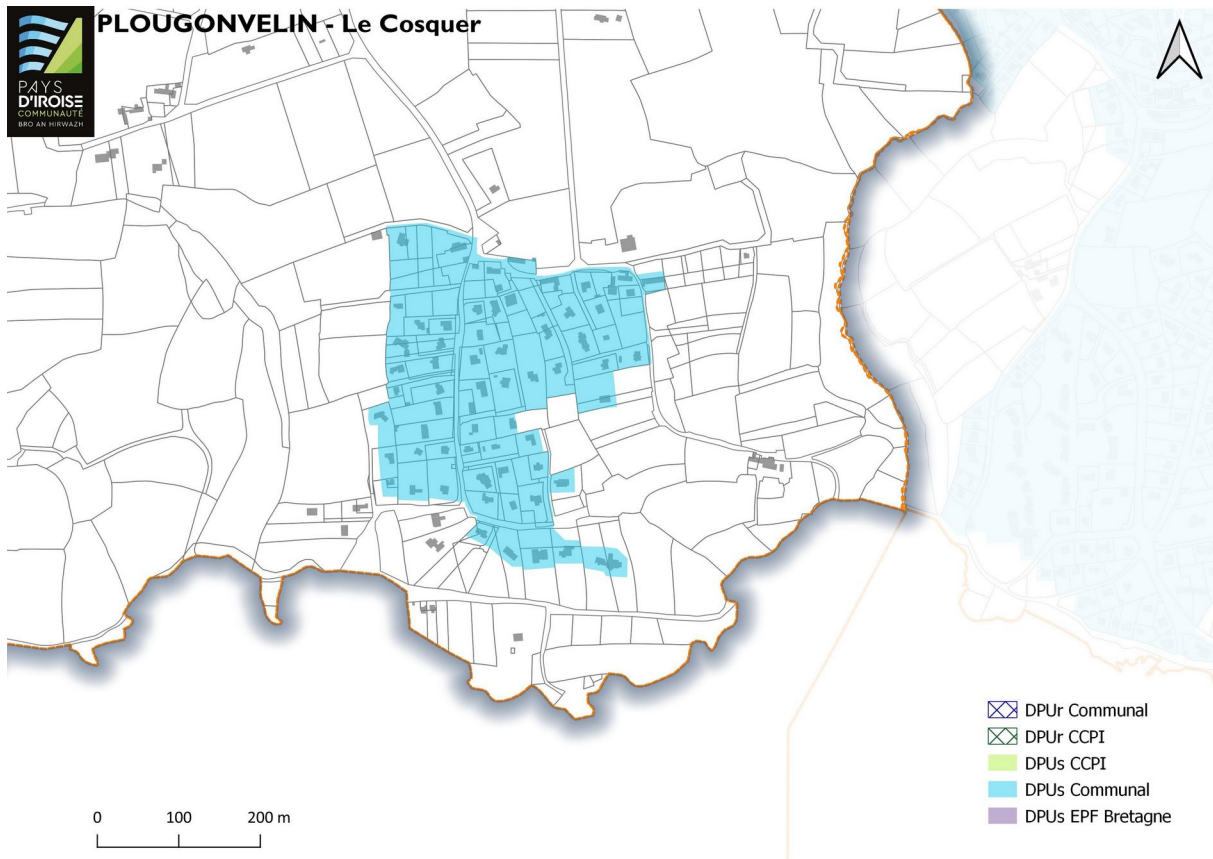 PLOUGONVELIN - Le Cosquer
PAYS
D'IROISE
COMMUNAUTÉ
BRO AN HIRWAZH
DPUr Communal
DPUr CCPI
DPUs CCPI
DPUs Communal
DPUs EPF Bretagne
0 100 200 m